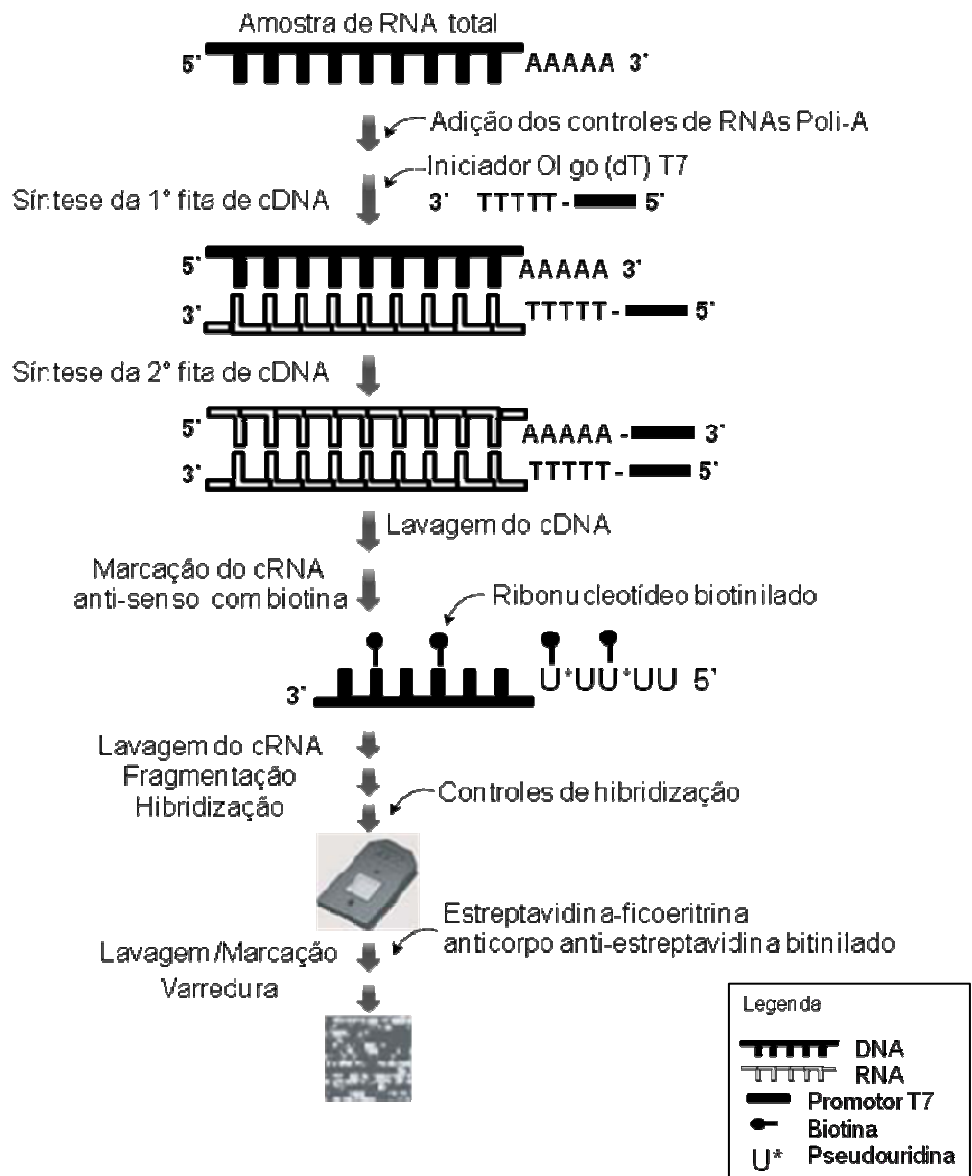 Amostra de RNA total
5' AAAAA 3'
Adição dos controles de RNAs Poli-A
Iniciador Oligo (dT) T7
Síntese da 1° fita de cDNA
3' TTTTT - 5'
5' AAAAA 3'
3' TTTTT - 5'
Síntese da 2° fita de cDNA
5' AAAAA - 3'
3' TTTTT - 5'
Lavagem do cDNA
Marcação do cRNA
anti-senso com biotina
Ribonucleotídeo biotinilado
3' U*UU*UU 5'
Lavagem do cRNA
Fragmentação
Hibridização
Controles de hibridização
Estreptavidina-ficoeritrina
anticorpo anti-estreptavidina bitinilado
Lavagem/Marcação
Varredura
Legenda
DNA
RNA
Promotor T7
Biotina
U* Pseudouridina